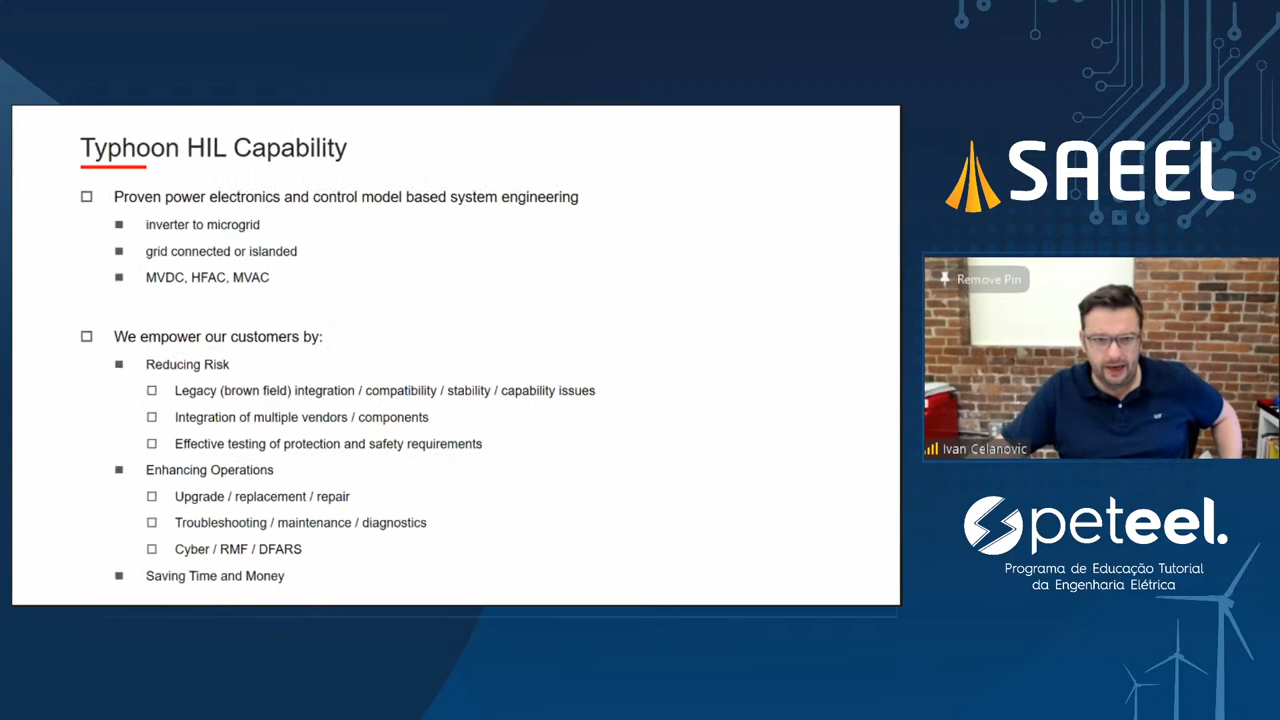 Typhoon HIL Capability
Proven power electronics and control model based system engineering
inverter to microgrid
grid connected or islanded
MVDC, HFAC, MVAC
We empower our customers by:
Reducing Risk
Legacy (brown field) integration / compatibility / stability / capability issues
Integration of multiple vendors / components
Effective testing of protection and safety requirements
Enhancing Operations
Upgrade / replacement / repair
Troubleshooting / maintenance / diagnostics
Cyber / RMF / DFARS
Saving Time and Money
SAEEL
Remove Pin
Ivan Celanovic
peteel.
Programa de Educação Tutorial
da Engenharia Elétrica